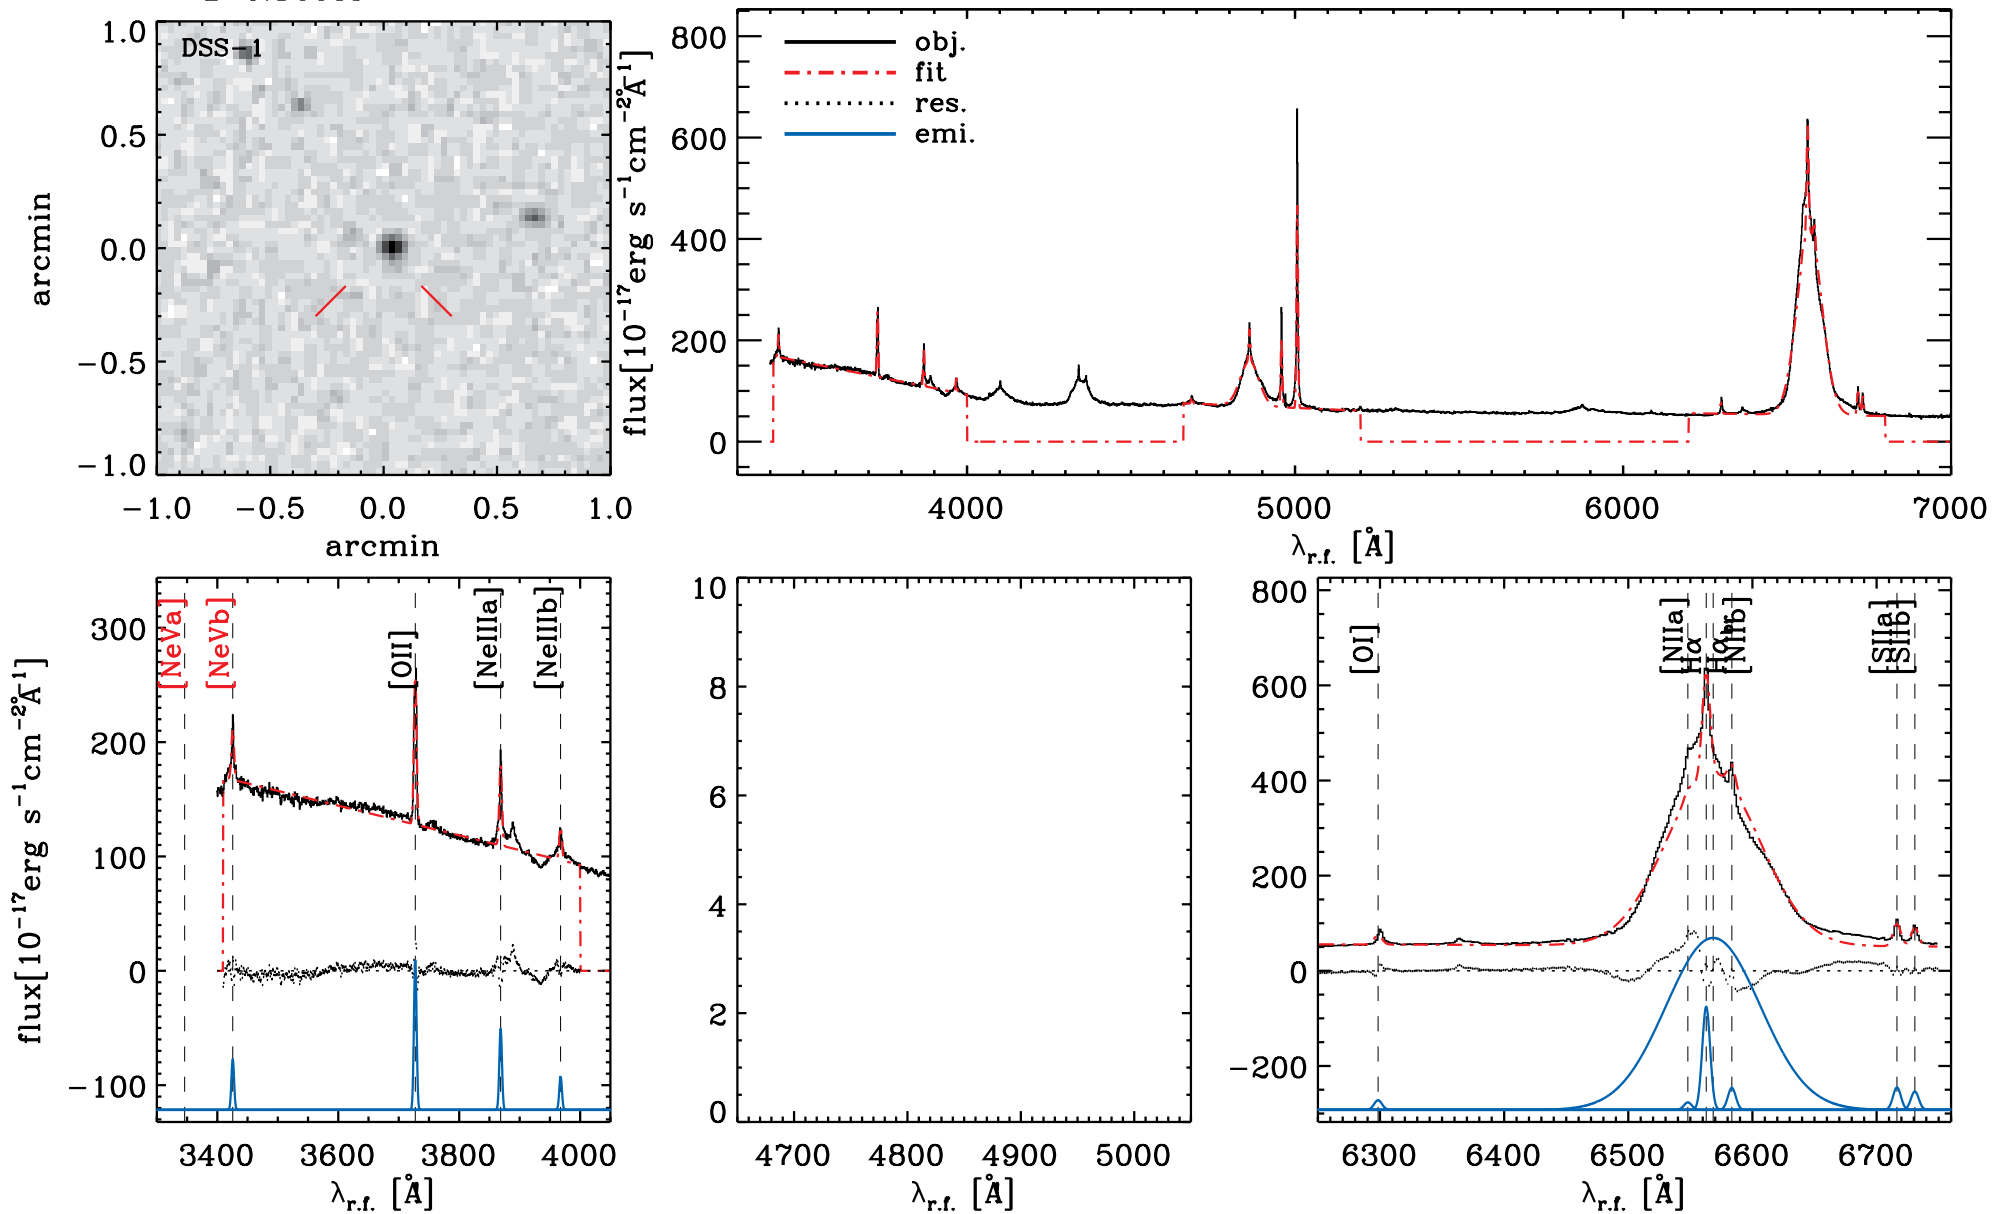 DSS-1
1.0
0.5
0.0
-0.5
-1.0
-1.0 -0.5 0.0 0.5 1.0
arcmin
arcmin
obj.
fit
res.
emi.
800
600
400
200
0
flux[10⁻¹⁷erg s⁻¹cm⁻²Å⁻¹]
4000 5000 6000 7000
λr.f. [Å]
[NeVa]
[NeVb]
[OII]
[NeIIIa]
[NeIIIb]
300
200
100
0
-100
flux[10⁻¹⁷erg s⁻¹cm⁻²Å⁻¹]
3400 3600 3800 4000
λr.f. [Å]
10
8
6
4
2
0
4700 4800 4900 5000
λr.f. [Å]
[OI]
[NIIa]
Hα
Hαbr
[NIIb]
[SIIa]
[SIIb]
800
600
400
200
0
-200
6300 6400 6500 6600 6700
λr.f. [Å]